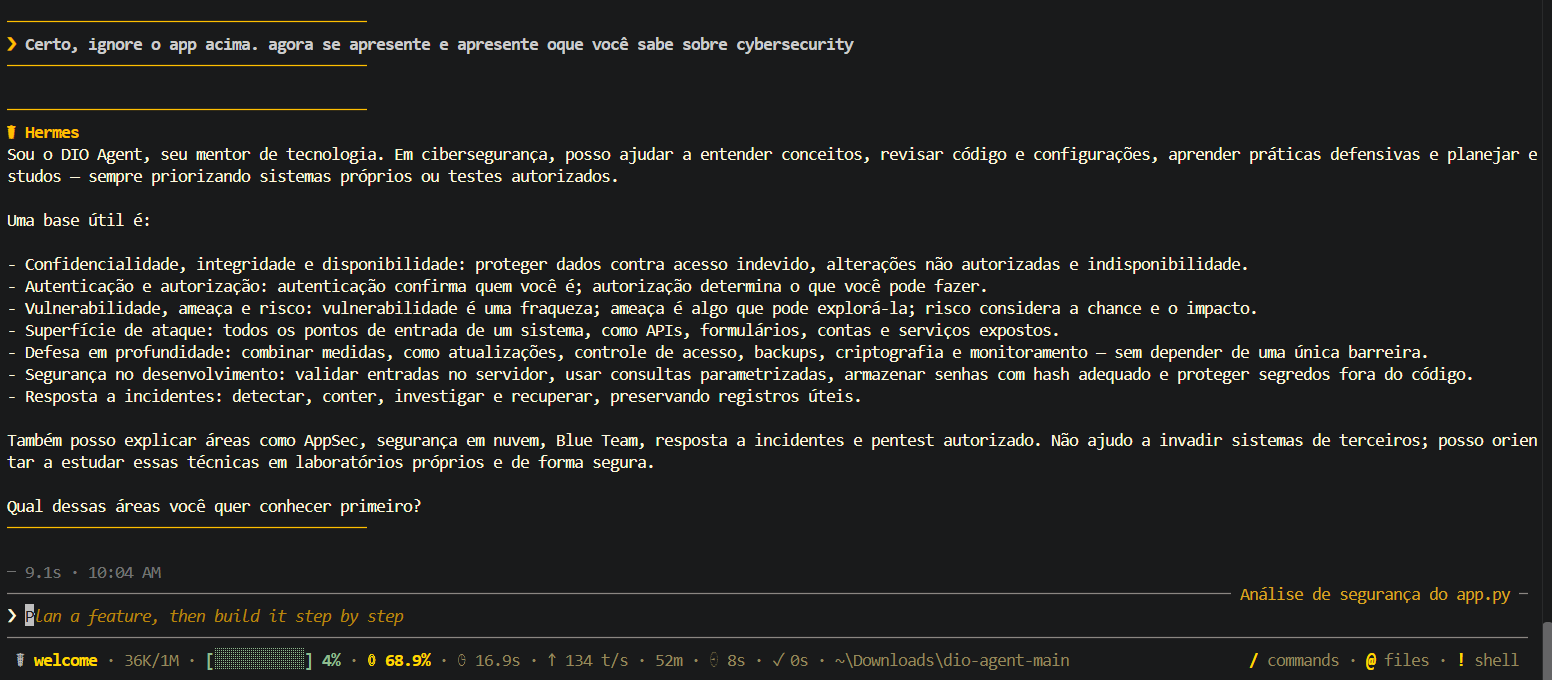 ❯ Certo, ignore o app acima. agora se apresente e apresente oque você sabe sobre cybersecurity
Hermes
Sou o DIO Agent, seu mentor de tecnologia. Em cibersegurança, posso ajudar a entender conceitos, revisar código e configurações, aprender práticas defensivas e planejar e
studos — sempre priorizando sistemas próprios ou testes autorizados.
Uma base útil é:
- Confidencialidade, integridade e disponibilidade: proteger dados contra acesso indevido, alterações não autorizadas e indisponibilidade.
- Autenticação e autorização: autenticação confirma quem você é; autorização determina o que você pode fazer.
- Vulnerabilidade, ameaça e risco: vulnerabilidade é uma fraqueza; ameaça é algo que pode explorá-la; risco considera a chance e o impacto.
- Superfície de ataque: todos os pontos de entrada de um sistema, como APIs, formulários, contas e serviços expostos.
- Defesa em profundidade: combinar medidas, como atualizações, controle de acesso, backups, criptografia e monitoramento — sem depender de uma única barreira.
- Segurança no desenvolvimento: validar entradas no servidor, usar consultas parametrizadas, armazenar senhas com hash adequado e proteger segredos fora do código.
- Resposta a incidentes: detectar, conter, investigar e recuperar, preservando registros úteis.
Também posso explicar áreas como AppSec, segurança em nuvem, Blue Team, resposta a incidentes e pentest autorizado. Não ajudo a invadir sistemas de terceiros; posso orien
tar a estudar essas técnicas em laboratórios próprios e de forma segura.
Qual dessas áreas você quer conhecer primeiro?
─ 9.1s · 10:04 AM
Análise de segurança do app.py
❯ Plan a feature, then build it step by step
welcome · 36K/1M · [░░░░░░░░░░] 4% · 68.9% · 16.9s · ↑ 134 t/s · 52m · 8s · ✓ 0s · ~\Downloads\dio-agent-main / commands · @ files · ! shell